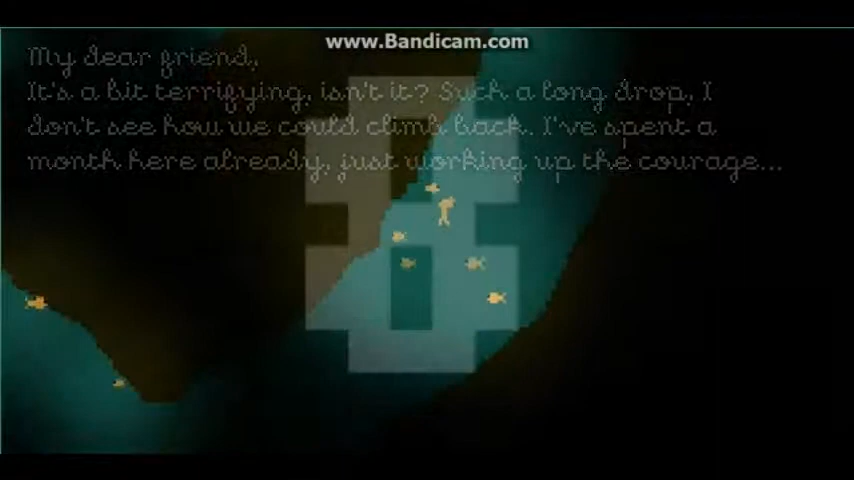 www.Bandicam.com
My dear friend,
It's a bit terrifying, isn't it? Such a long drop, I
don't see how we could climb back. I've spent a
month here already, just working up the courage...
8